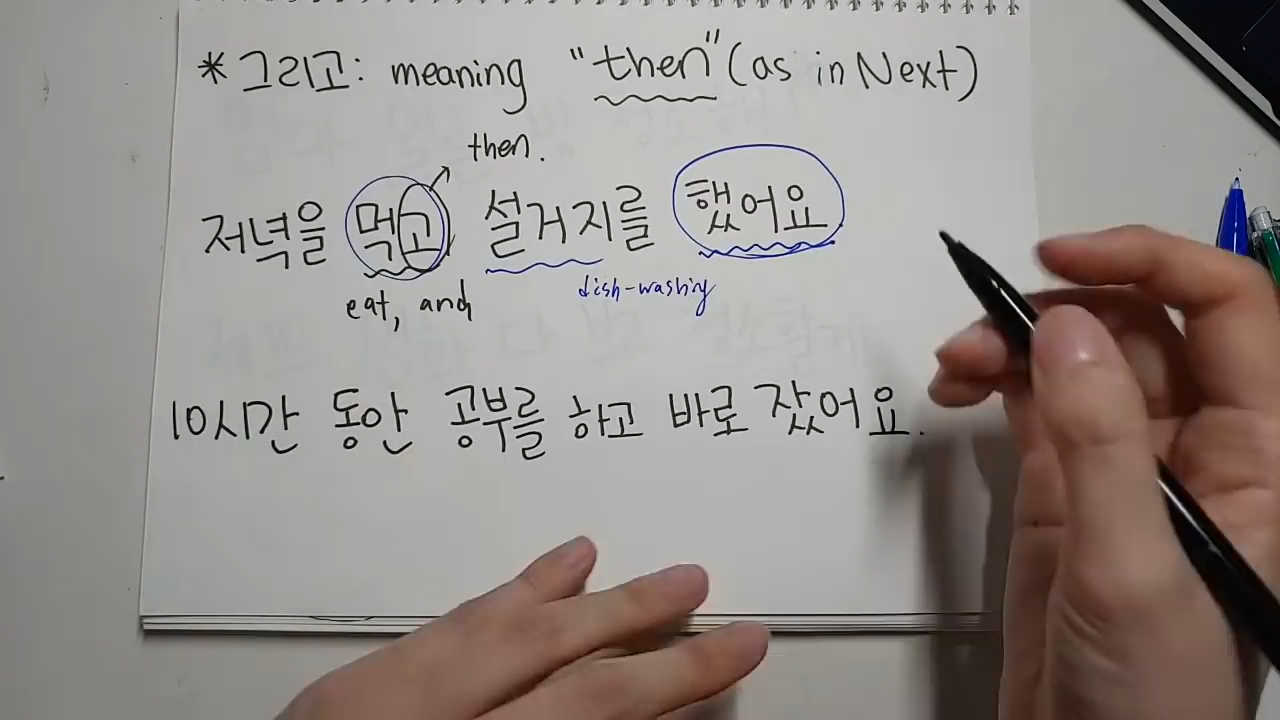 *그리고: meaning "then" (as in Next)
then.
저녁을 먹고 설거지를 했어요
eat, and dish-washing
10시간 동안 공부를 하고 바로 잤어요.